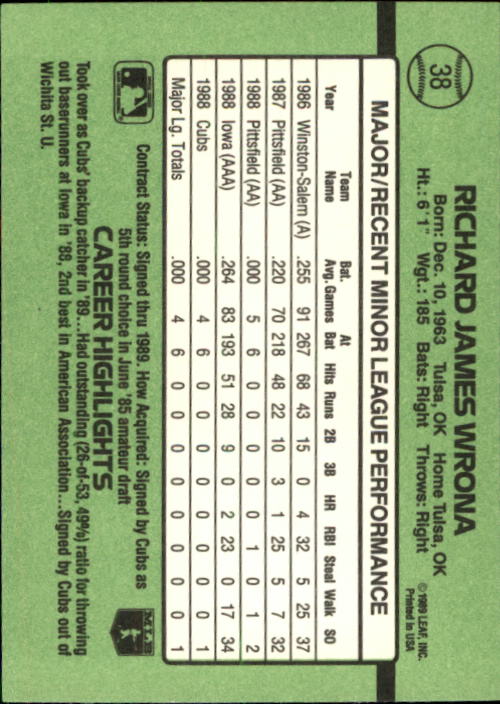 38
RICHARD JAMES WRONA
Born: Dec. 10, 1963 Tulsa, OK Home Tulsa, OK
Ht.: 6'1" Wgt.: 185 Bats: Right Throws: Right
©1989 LEAF, INC.
Printed in USA
MAJOR/RECENT MINOR LEAGUE PERFORMANCE
Year Team Name Bat. Avg. Games At Bat Hits Runs 2B 3B HR RBI Steal Walk SO
1986 Winston-Salem (A) .255 91 267 68 43 15 0 4 32 5 25 37
1987 Pittsfield (AA) .220 70 218 48 22 10 3 1 25 5 7 32
1988 Pittsfield (AA) .000 5 6 0 0 0 0 0 1 0 1 2
1988 Iowa (AAA) .264 83 193 51 28 9 0 2 23 0 17 34
1988 Cubs .000 4 6 0 0 0 0 0 0 0 0 1
Major Lg. Totals .000 4 6 0 0 0 0 0 0 0 0 1
Contract Status: Signed thru 1989. How Acquired: Signed by Cubs as
5th round choice in June '85 amateur draft
CAREER HIGHLIGHTS
MLB
Took over as Cubs' backup catcher in '89...Had outstanding (26-of-53, 49%) ratio for throwing
out baserunners at Iowa in '88, 2nd best in American Association...Signed by Cubs out of
Wichita St. U.